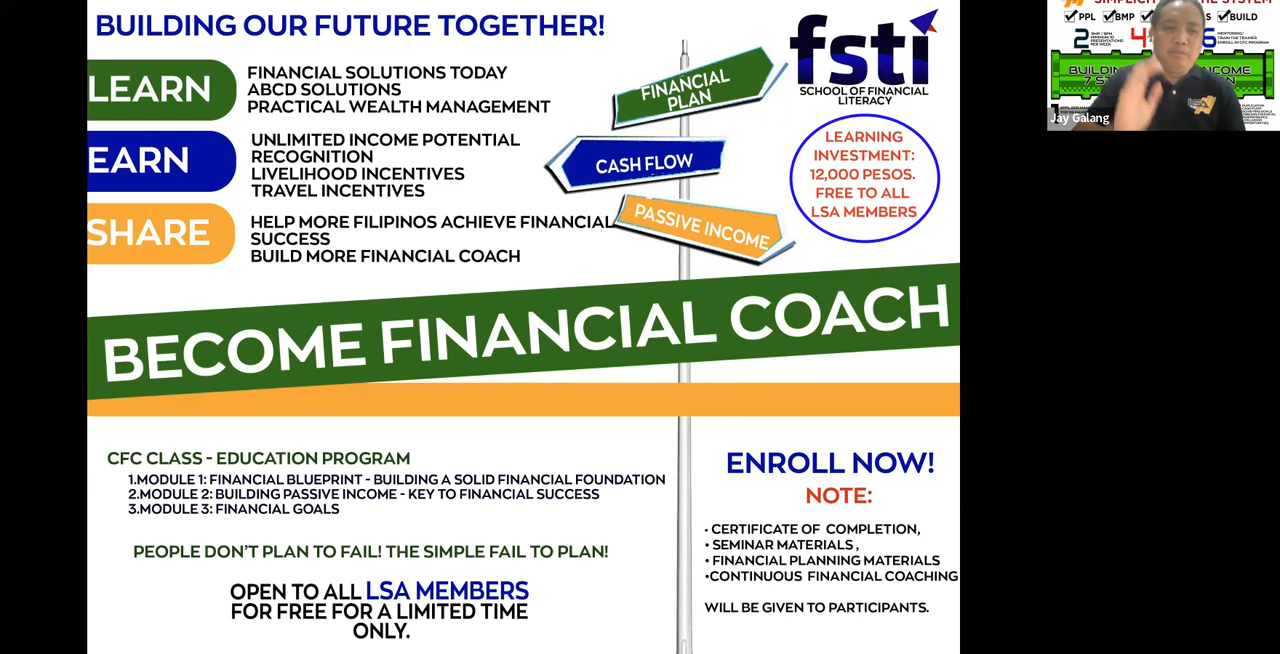 BUILDING OUR FUTURE TOGETHER!
LEARN
FINANCIAL SOLUTIONS TODAY
ABCD SOLUTIONS
PRACTICAL WEALTH MANAGEMENT
EARN
UNLIMITED INCOME POTENTIAL
RECOGNITION
LIVELIHOOD INCENTIVES
TRAVEL INCENTIVES
SHARE
HELP MORE FILIPINOS ACHIEVE FINANCIAL
SUCCESS
BUILD MORE FINANCIAL COACH
FINANCIAL
PLAN
CASH FLOW
PASSIVE INCOME
fsti
SCHOOL OF FINANCIAL
LITERACY
LEARNING
INVESTMENT:
12,000 PESOS.
FREE TO ALL
LSA MEMBERS
BECOME FINANCIAL COACH
CFC CLASS - EDUCATION PROGRAM
1.MODULE 1: FINANCIAL BLUEPRINT - BUILDING A SOLID FINANCIAL FOUNDATION
2.MODULE 2: BUILDING PASSIVE INCOME - KEY TO FINANCIAL SUCCESS
3.MODULE 3: FINANCIAL GOALS
PEOPLE DON'T PLAN TO FAIL! THE SIMPLE FAIL TO PLAN!
OPEN TO ALL LSA MEMBERS
FOR FREE FOR A LIMITED TIME
ONLY.
ENROLL NOW!
NOTE:
• CERTIFICATE OF COMPLETION,
• SEMINAR MATERIALS ,
• FINANCIAL PLANNING MATERIALS
•CONTINUOUS FINANCIAL COACHING
WILL BE GIVEN TO PARTICIPANTS.
PPL BMP BUILD
2 4 6
Jay Galang